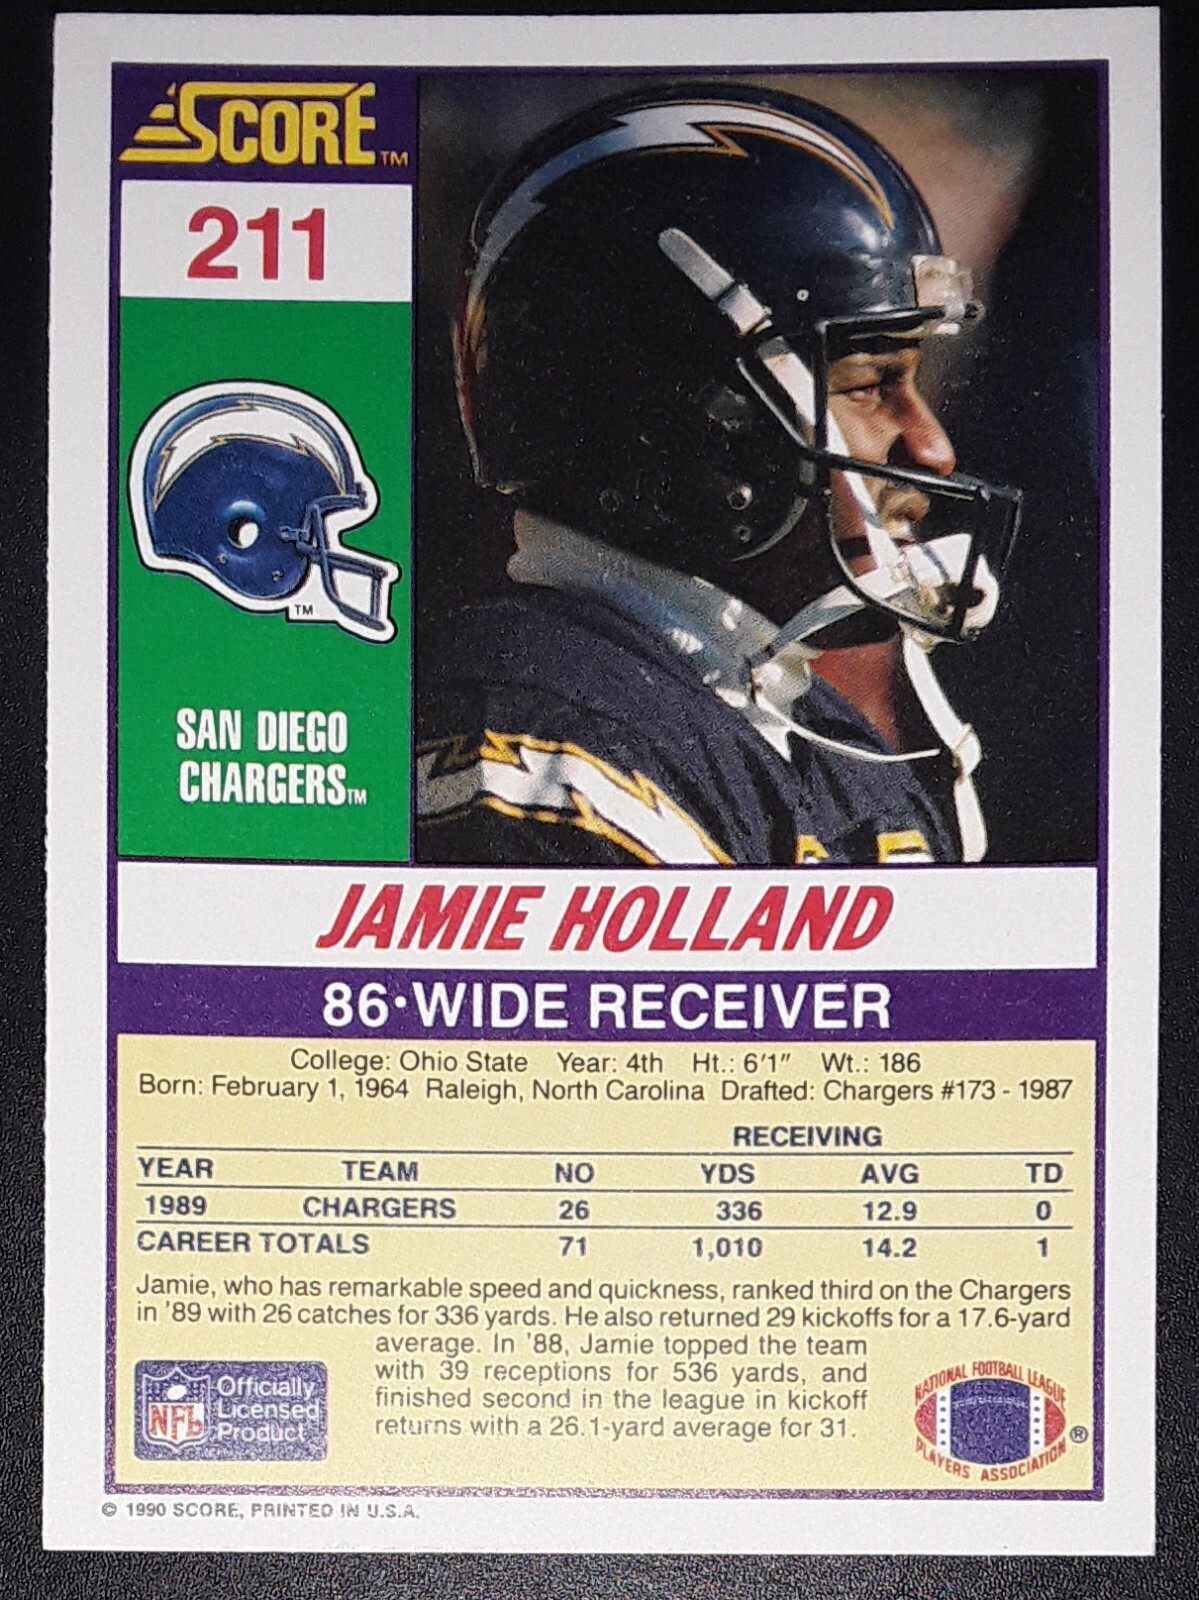 SCORE™
211
TM
SAN DIEGO
CHARGERS™
JAMIE HOLLAND
86·WIDE RECEIVER
College: Ohio State Year: 4th Ht.: 6'1" Wt.: 186
Born: February 1, 1964 Raleigh, North Carolina Drafted: Chargers #173 - 1987
RECEIVING
YEAR TEAM NO YDS AVG TD
1989 CHARGERS 26 336 12.9 0
CAREER TOTALS 71 1,010 14.2 1
Jamie, who has remarkable speed and quickness, ranked third on the Chargers
in '89 with 26 catches for 336 yards. He also returned 29 kickoffs for a 17.6-yard
average. In '88, Jamie topped the team
with 39 receptions for 536 yards, and
finished second in the league in kickoff
returns with a 26.1-yard average for 31.
NFL
Officially
Licensed
Product
NATIONAL FOOTBALL LEAGUE
PLAYERS ASSOCIATION ®
© 1990 SCORE, PRINTED IN U.S.A.